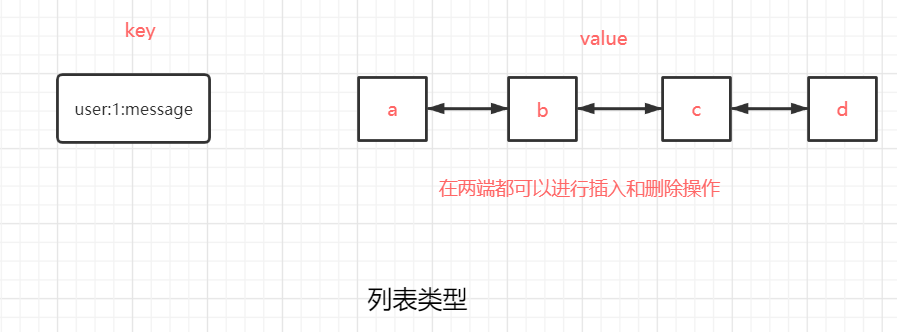 key
value
user:1:message
a
b
c
d
在两端都可以进行插入和删除操作
列表类型